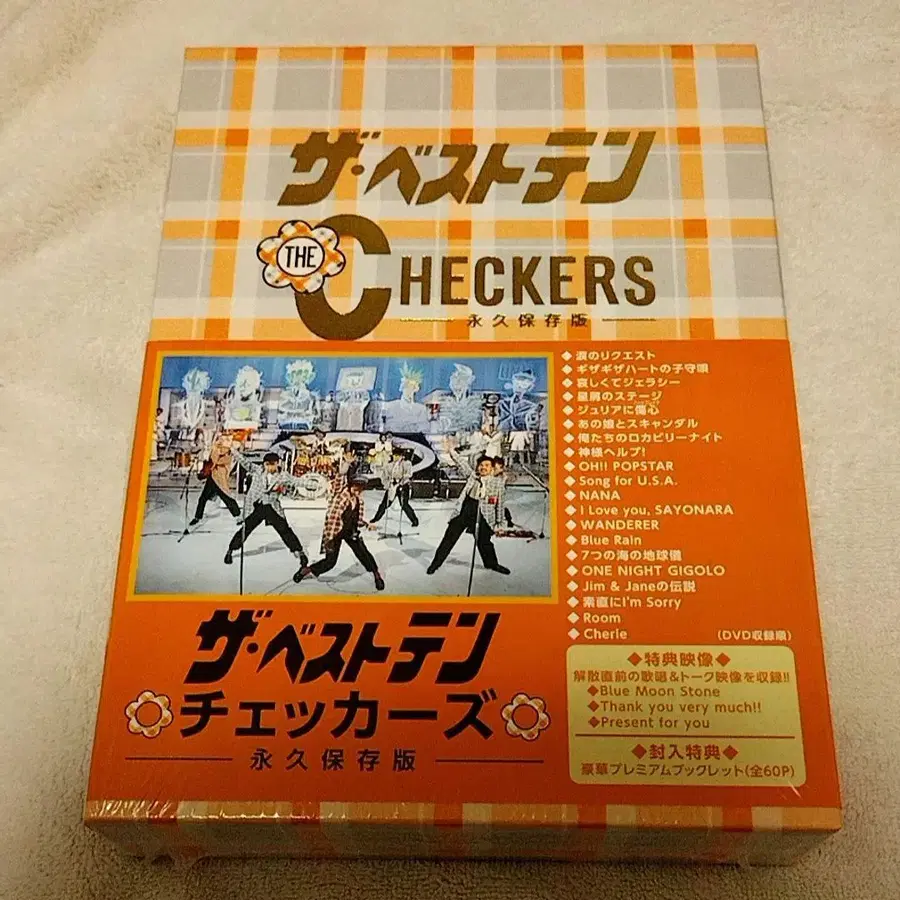 ザ・ベストテン
THE
CHECKERS
永久保存版
◆涙のリクエスト
◆ギザギザハートの子守唄
◆哀しくてジェラシー
◆星屑のステージ
◆ジュリアに傷心
◆あの娘とスキャンダル
◆俺たちのロカビリーナイト
◆神様ヘルプ!
◆OH!! POPSTAR
◆Song for U.S.A.
◆NANA
◆I Love you, SAYONARA
◆WANDERER
◆Blue Rain
◆7つの海の地球儀
◆ONE NIGHT GIGOLO
◆Jim & Janeの伝説
◆素直にI'm Sorry
◆Room
◆Cherie (DVD収録順)
ザ・ベストテン
チェッカーズ
永久保存版
◆特典映像◆
解散直前の歌唱&トーク映像を収録!!
◆Blue Moon Stone
◆Thank you very much!!
◆Present for you
◆封入特典◆
豪華プレミアムブックレット(全60P)